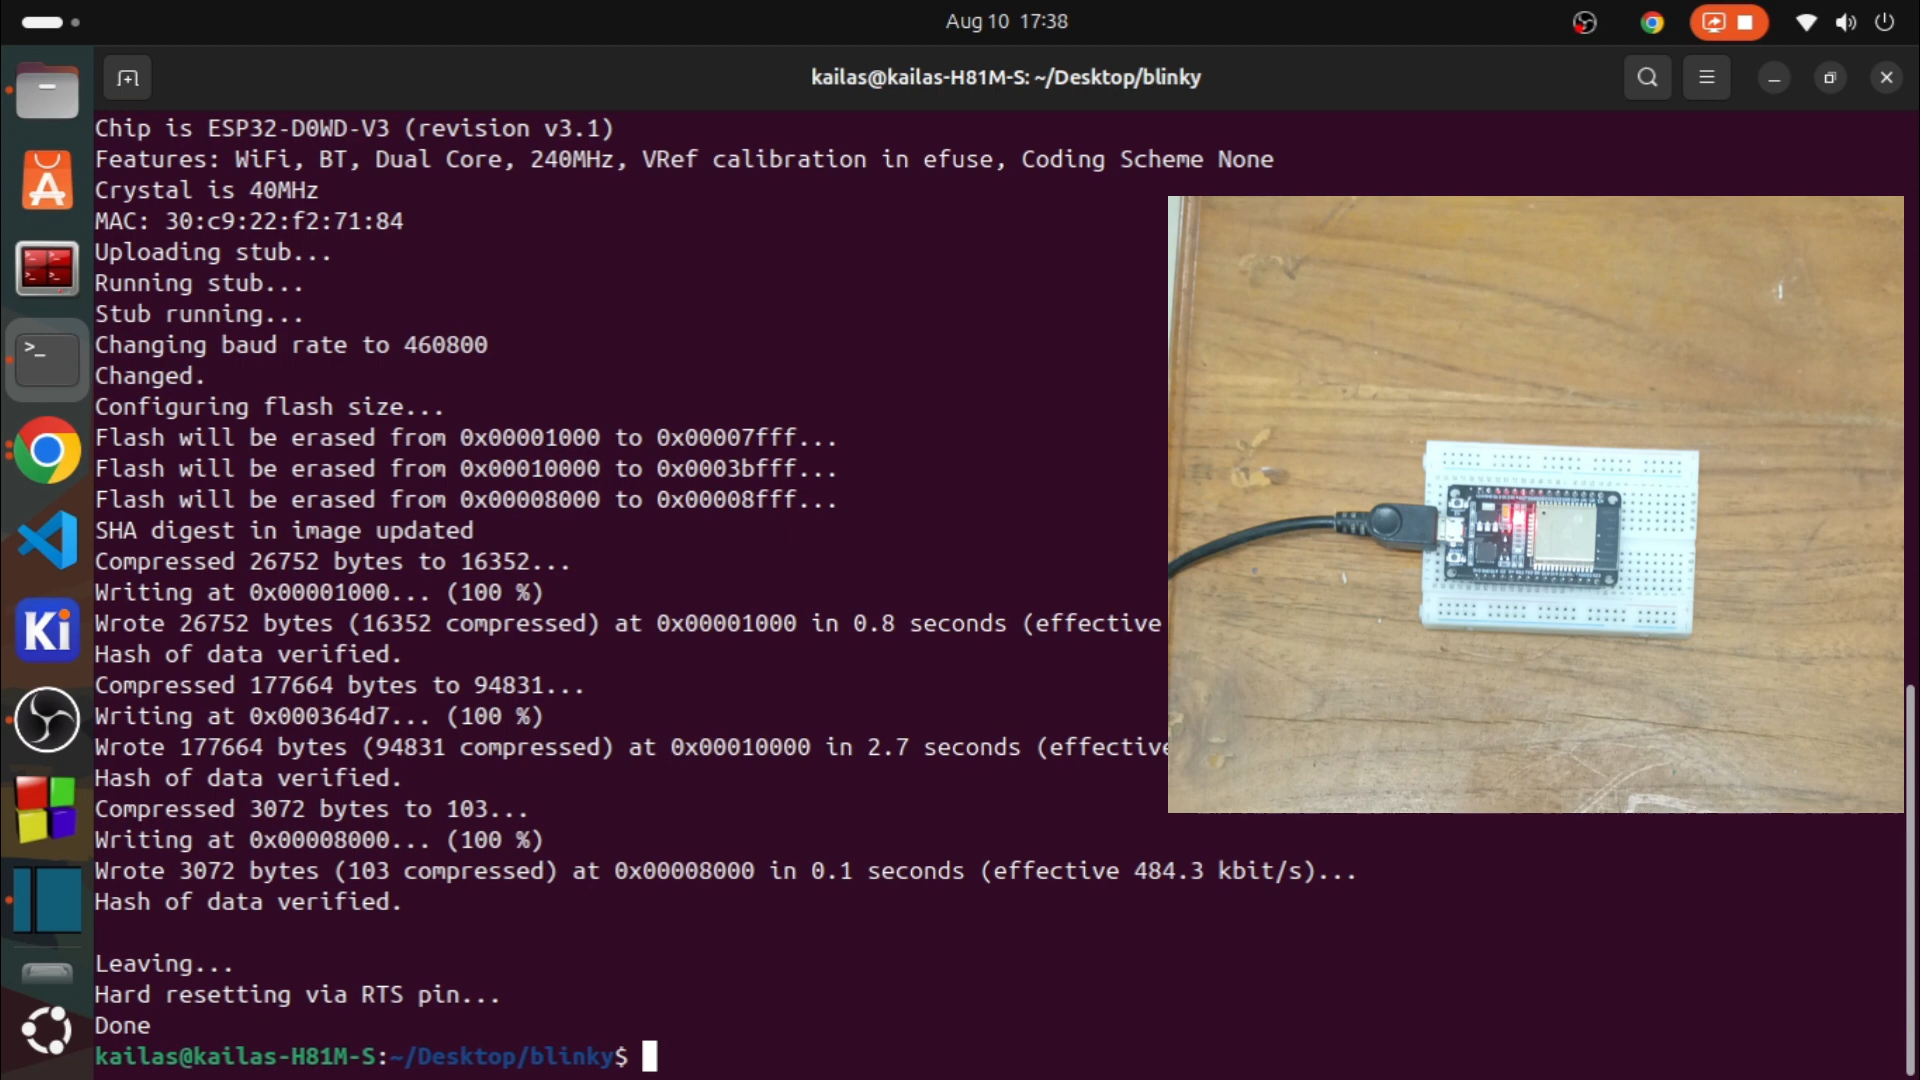 Aug 10 17:38
kailas@kailas-H81M-S: ~/Desktop/blinky
Chip is ESP32-D0WD-V3 (revision v3.1)
Features: WiFi, BT, Dual Core, 240MHz, VRef calibration in efuse, Coding Scheme None
Crystal is 40MHz
MAC: 30:c9:22:f2:71:84
Uploading stub...
Running stub...
Stub running...
Changing baud rate to 460800
Changed.
Configuring flash size...
Flash will be erased from 0x00001000 to 0x00007fff...
Flash will be erased from 0x00010000 to 0x0003bfff...
Flash will be erased from 0x00008000 to 0x00008fff...
SHA digest in image updated
Compressed 26752 bytes to 16352...
Writing at 0x00001000... (100 %)
Wrote 26752 bytes (16352 compressed) at 0x00001000 in 0.8 seconds (effective
Hash of data verified.
Compressed 177664 bytes to 94831...
Writing at 0x000364d7... (100 %)
Wrote 177664 bytes (94831 compressed) at 0x00010000 in 2.7 seconds (effective
Hash of data verified.
Compressed 3072 bytes to 103...
Writing at 0x00008000... (100 %)
Wrote 3072 bytes (103 compressed) at 0x00008000 in 0.1 seconds (effective 484.3 kbit/s)...
Hash of data verified.
Leaving...
Hard resetting via RTS pin...
Done
kailas@kailas-H81M-S:~/Desktop/blinky$
Ki